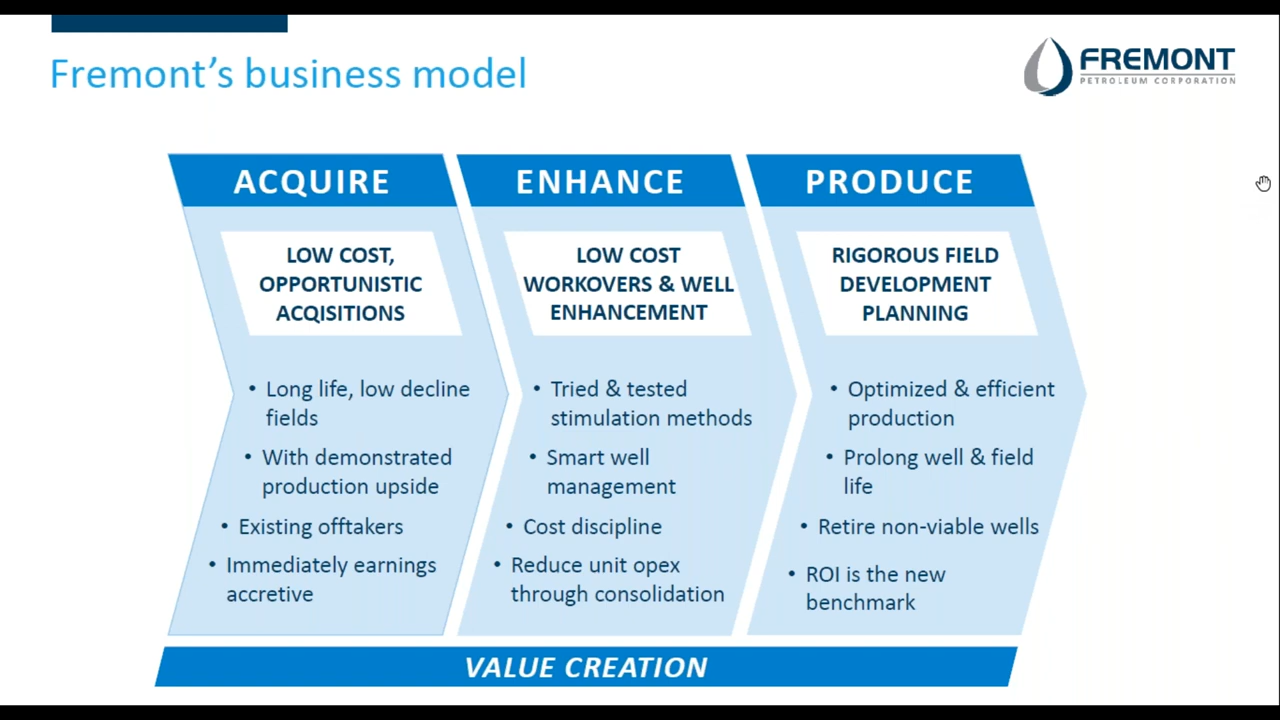 Fremont's business model
FREMONT
PETROLEUM CORPORATION
ACQUIRE
LOW COST,
OPPORTUNISTIC
ACQISITIONS
• Long life, low decline
fields
• With demonstrated
production upside
• Existing offtakers
• Immediately earnings
accretive
ENHANCE
LOW COST
WORKOVERS & WELL
ENHANCEMENT
• Tried & tested
stimulation methods
• Smart well
management
• Cost discipline
• Reduce unit opex
through consolidation
PRODUCE
RIGOROUS FIELD
DEVELOPMENT
PLANNING
• Optimized & efficient
production
• Prolong well & field
life
• Retire non-viable wells
• ROI is the new
benchmark
VALUE CREATION